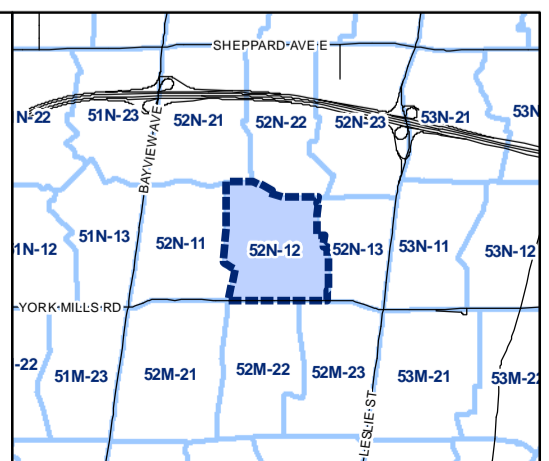 SHEPPARD AVE E
N-22
51N-23
52N-21
52N-22
52N-23
53N-21
53N
BAYVIEW AVE
1N-12
51N-13
52N-11
52N-12
52N-13
53N-11
53N-12
YORK MILLS RD
-22
51M-23
52M-21
52M-22
52M-23
53M-21
53M-22
LESLIE ST